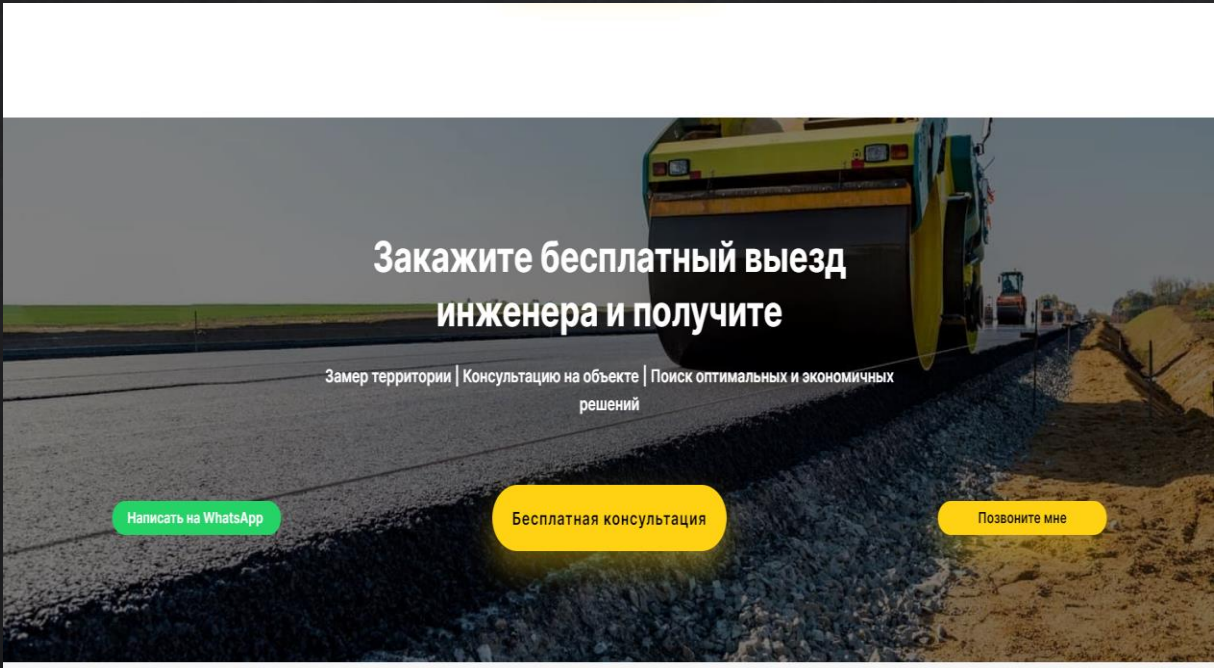 Закажите бесплатный выезд
инженера и получите
Замер территории | Консультацию на объекте | Поиск оптимальных и экономичных
решений
Написать на WhatsApp
Бесплатная консультация
Позвоните мне